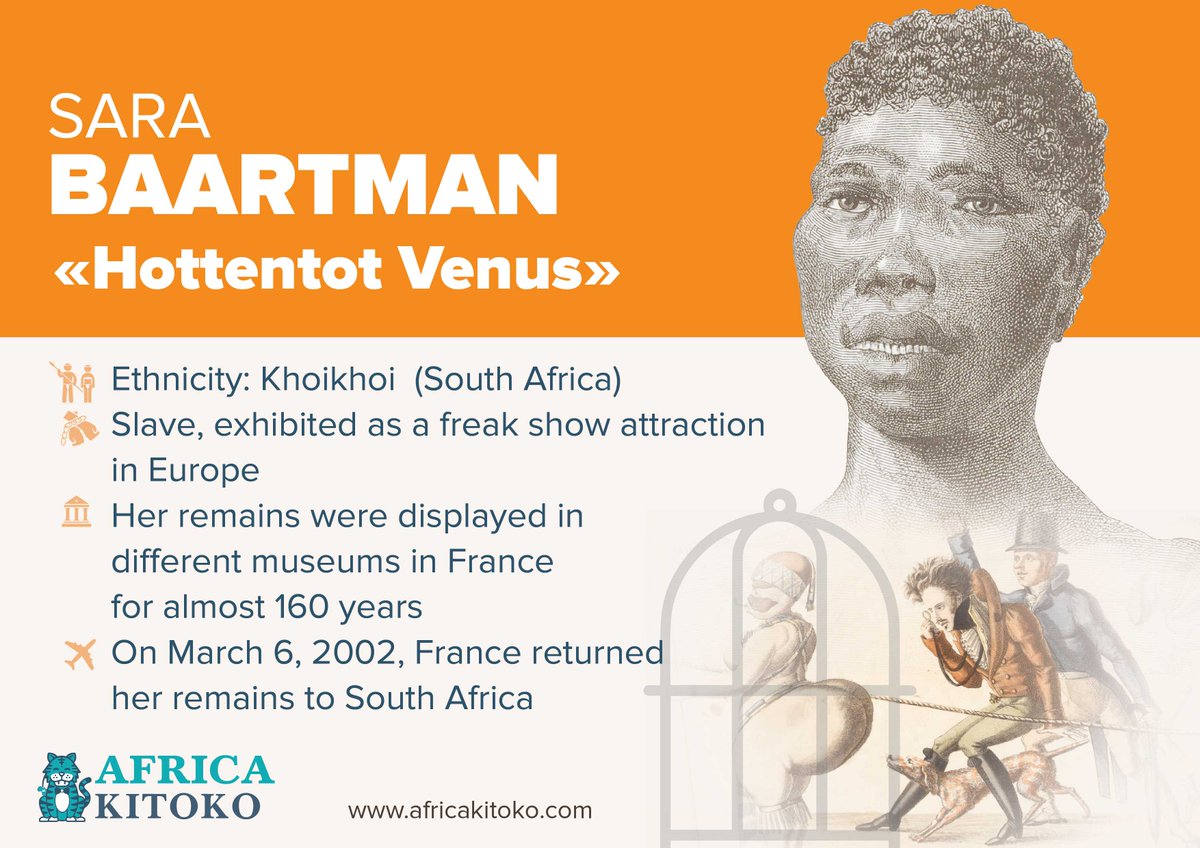 SARA
BAARTMAN
«Hottentot Venus»
Ethnicity: Khoikhoi (South Africa)
Slave, exhibited as a freak show attraction
in Europe
Her remains were displayed in
different museums in France
for almost 160 years
On March 6, 2002, France returned
her remains to South Africa
AFRICA
KITOKO
www.africakitoko.com